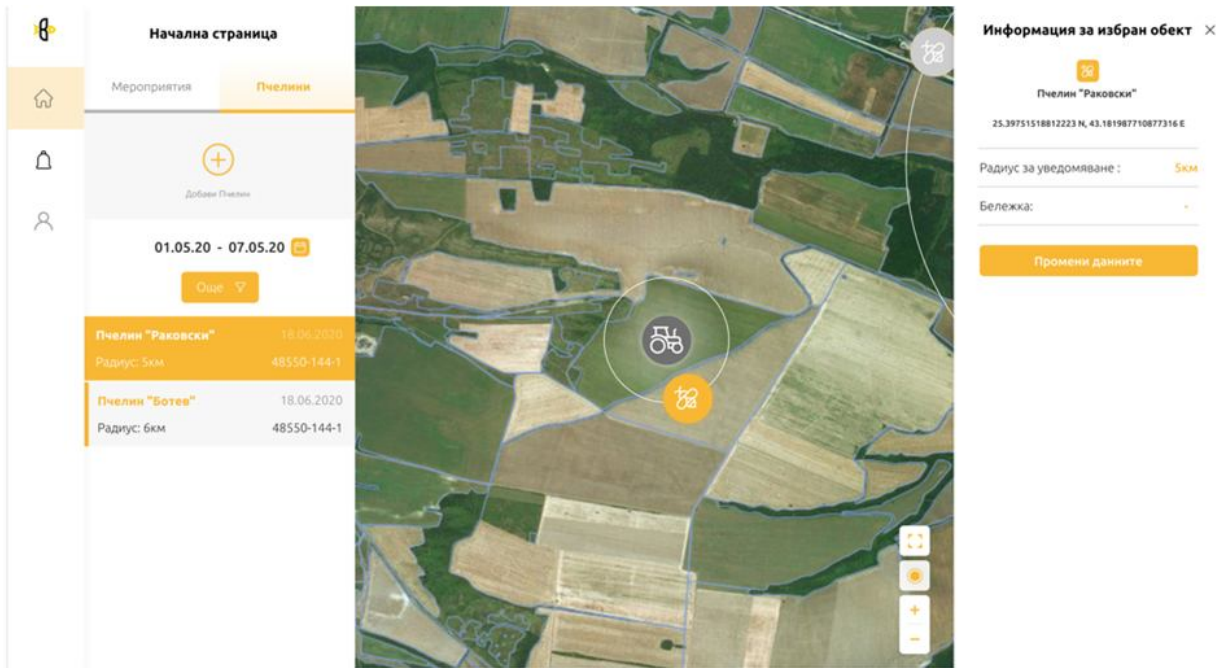 Начална страница
Мероприятия
Пчелини
Добави Пчелин
01.05.20 - 07.05.20
Още
Пчелин "Раковски" 18.06.2020
Радиус: 5км 48550-144-1
Пчелин "Ботев" 18.06.2020
Радиус: 6км 48550-144-1
Информация за избран обект
Пчелин "Раковски"
25.39751518812223 N, 43.181987710877316 E
Радиус за уведомяване : 5км
Бележка: -
Промени данните